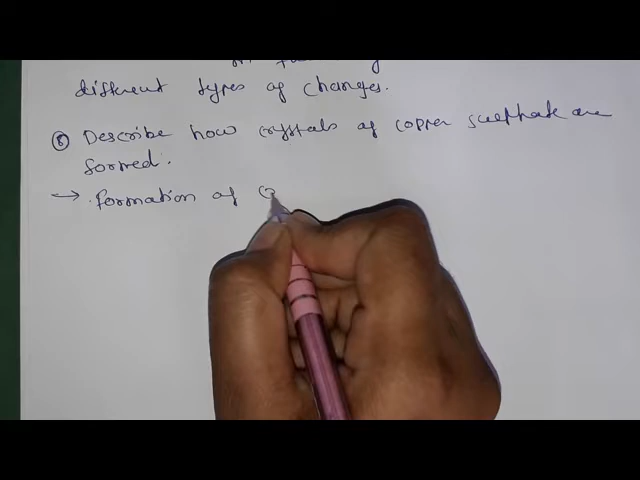 different types of changes.
⑧ Describe how crystals of copper sulphate are
formed.
→ Formation of